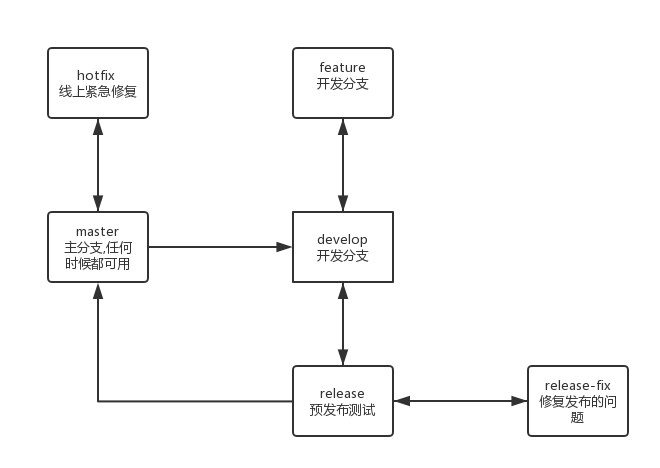 hotfix
线上紧急修复
feature
开发分支
master
主分支,任何
时候都可用
develop
开发分支
release
预发布测试
release-fix
修复发布的问
题